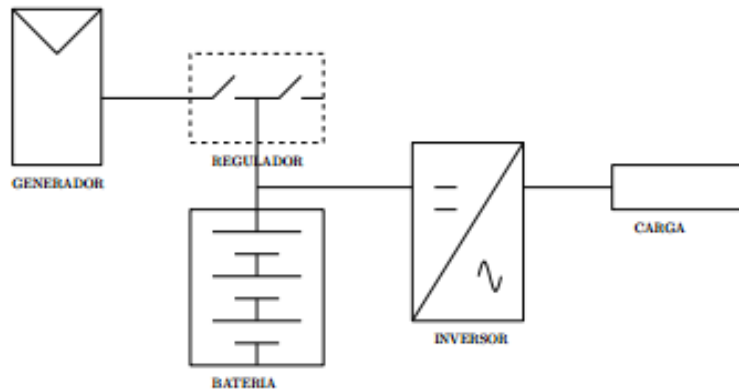 REGULADOR
GENERADOR
CARGA
INVERSOR
BATERIA